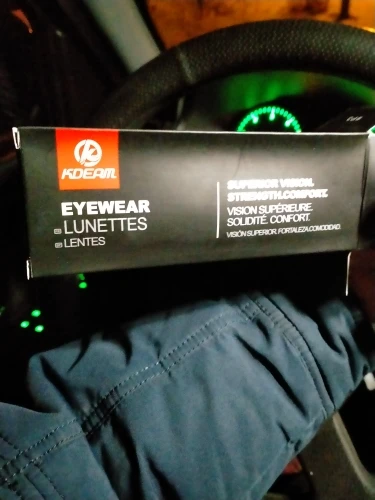 KDEAM
EYEWEAR
LUNETTES
LENTES
SUPERIOR VISION.
STRENGTH.COMFORT.
VISION SUPÉRIEURE.
SOLIDITÉ. CONFORT.
VISIÓN SUPERIOR. FORTALEZA.COMODIDAD.